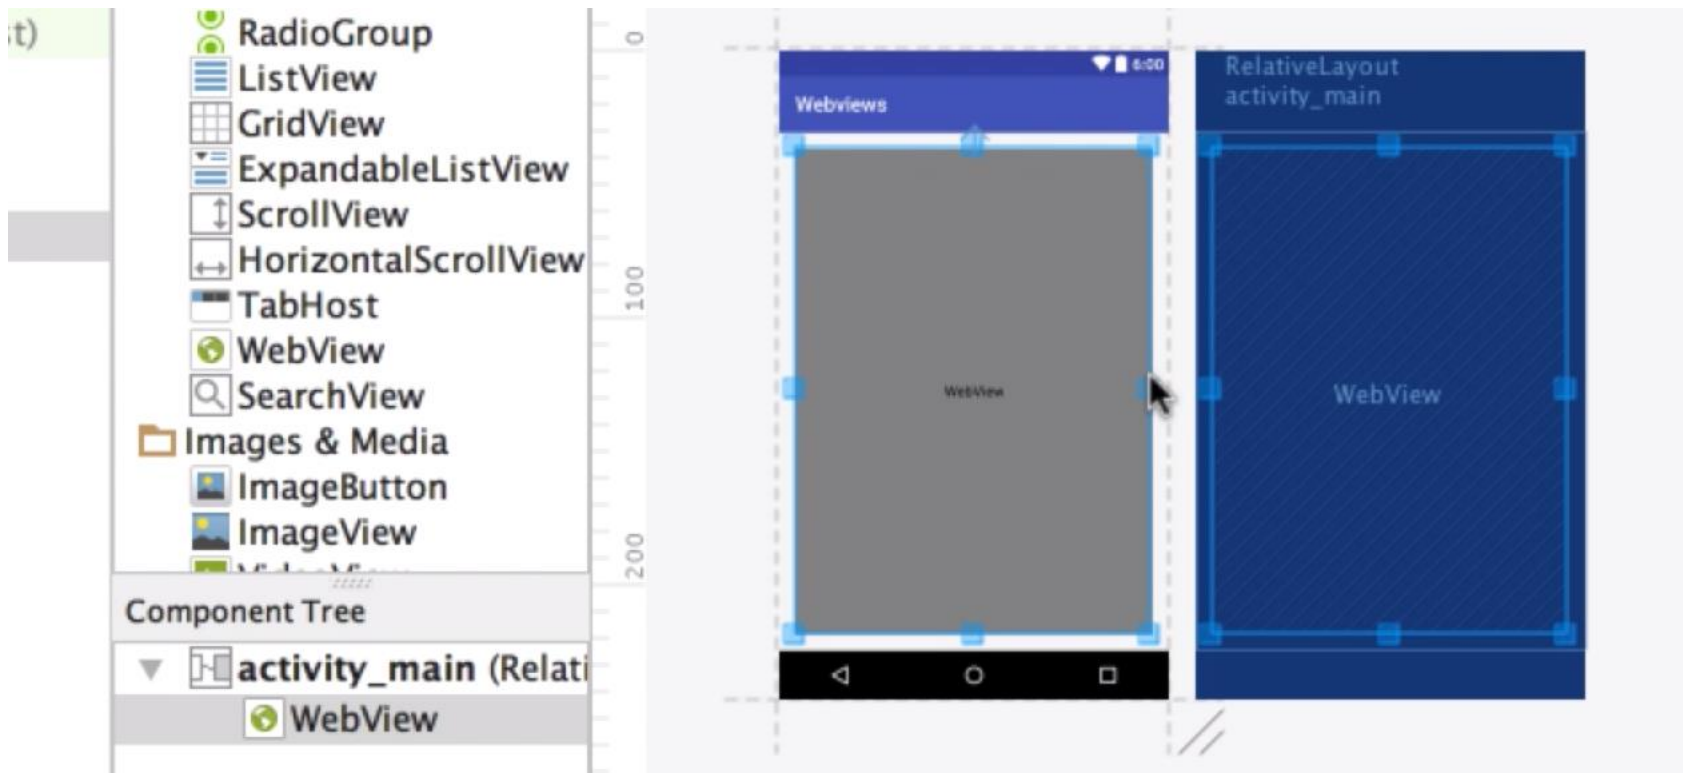 t)
RadioGroup
ListView
GridView
ExpandableListView
ScrollView
HorizontalScrollView
TabHost
WebView
SearchView
Images & Media
ImageButton
ImageView
Component Tree
activity_main (Relati
WebView
0
100
200
6:00
Webviews
WebView
RelativeLayout
activity_main
WebView